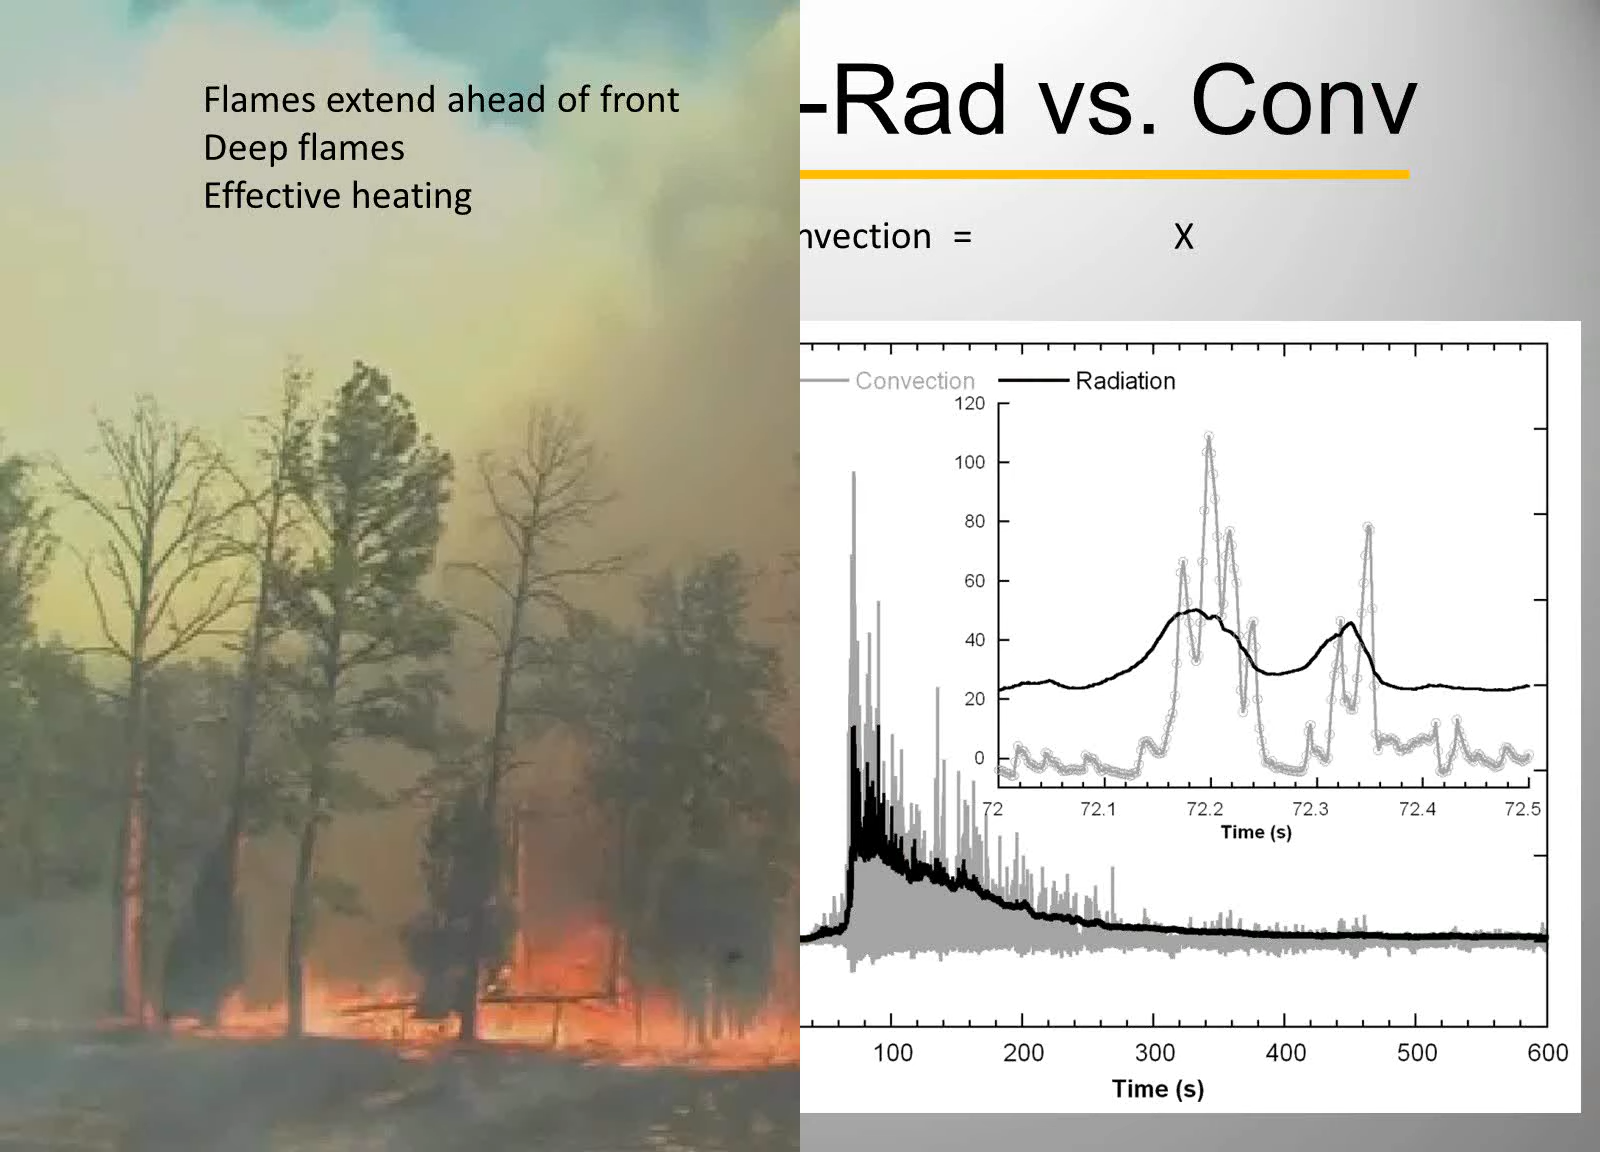 Flames extend ahead of front
Deep flames
Effective heating
-Rad vs. Conv
nvection = X
Convection Radiation
120
100
80
60
40
20
0
72 72.1 72.2 72.3 72.4 72.5
Time (s)
100 200 300 400 500 600
Time (s)